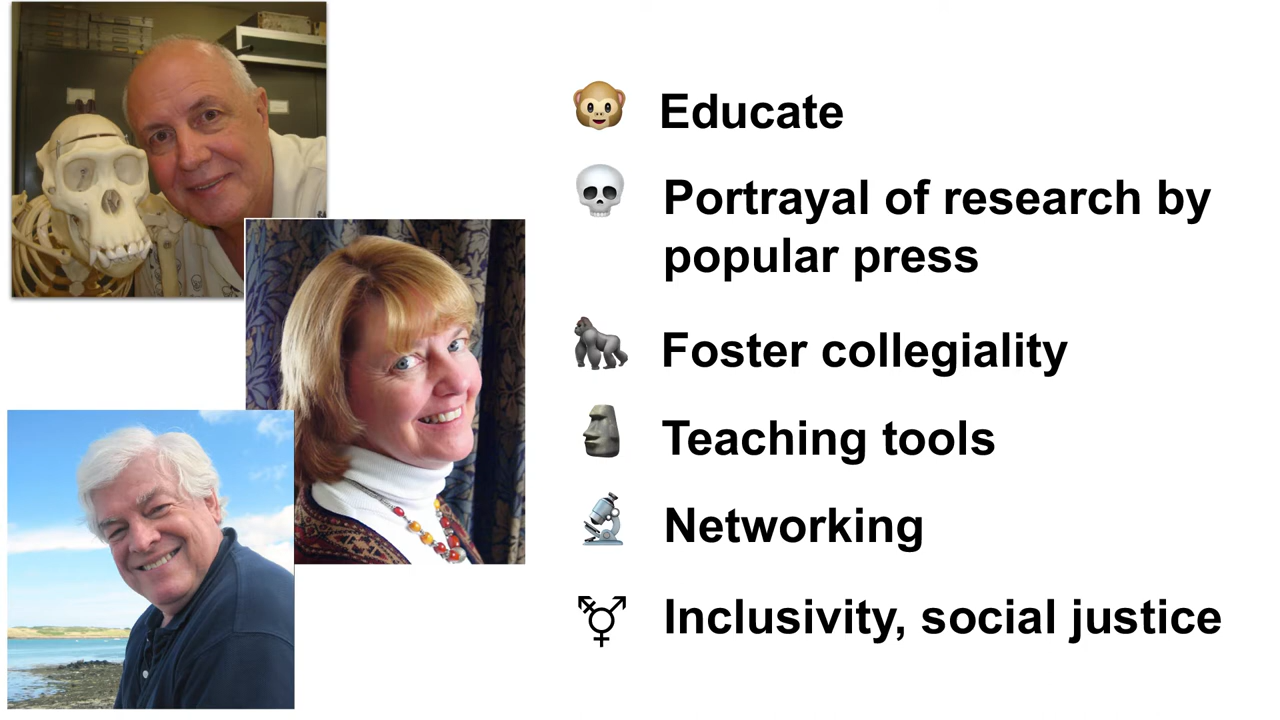 Educate
Portrayal of research by
popular press
Foster collegiality
Teaching tools
Networking
Inclusivity, social justice